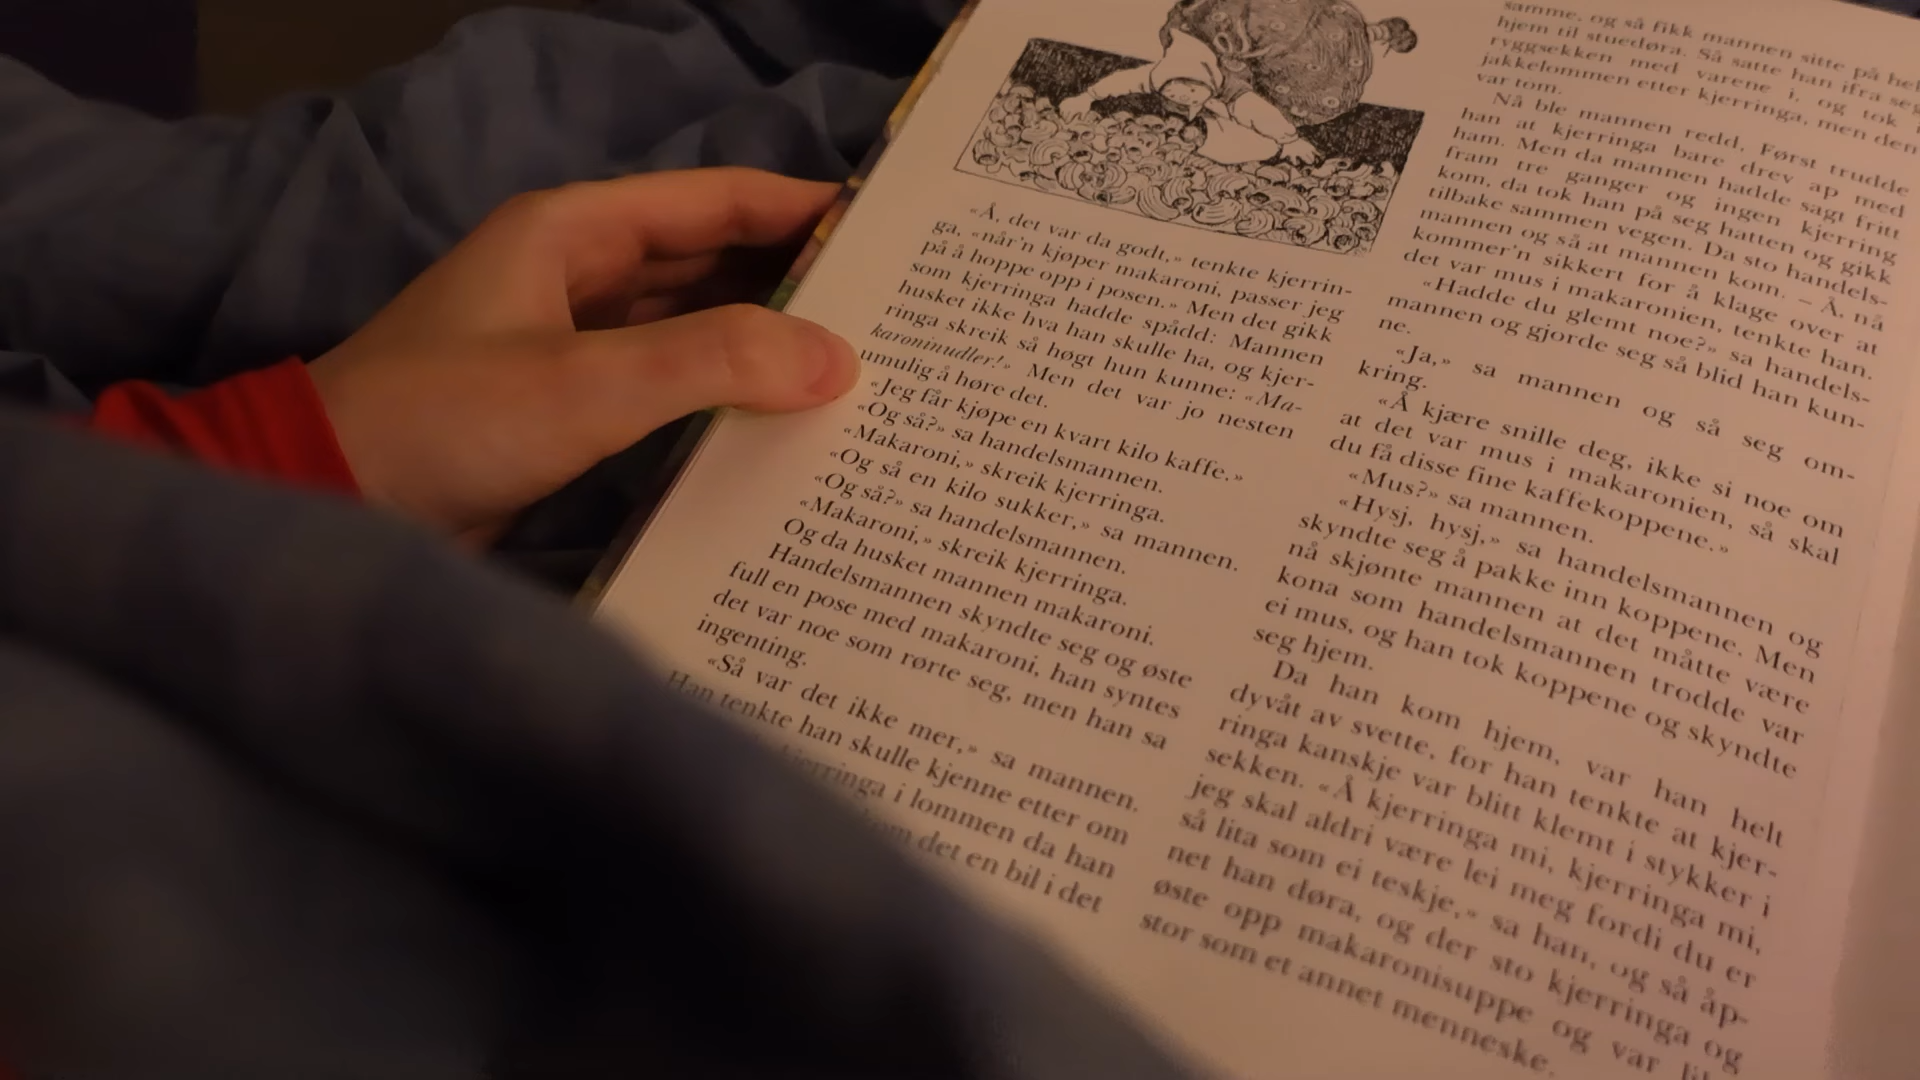 «Å, det var da godt,» tenkte kjerrin-
ga, «når'n kjøper makaroni, passer jeg
på å hoppe opp i posen.» Men det gikk
som kjerringa hadde spådd: Mannen
husket ikke hva han skulle ha, og kjer-
ringa skreik så høgt hun kunne: «Ma-
karoninudler!» Men det var jo nesten
umulig å høre det.
«Jeg får kjøpe en kvart kilo kaffe.»
«Og så?» sa handelsmannen.
«Makaroni,» skreik kjerringa.
«Og så en kilo sukker,» sa mannen.
«Og så?» sa handelsmannen.
«Makaroni,» skreik kjerringa.
Og da husket mannen makaroni.
Handelsmannen skyndte seg og øste
full en pose med makaroni, han syntes
det var noe som rørte seg, men han sa
ingenting.
«Så var det ikke mer,» sa mannen.
Han tenkte han skulle kjenne etter om
kjerringa i lommen da han
kom det en bil i det
samme, og så fikk mannen sitte på
hjem til stuedøra. Så satte han ifra seg
ryggsekken med varene i, og tok
jakkelommen etter kjerringa, men den
var tom.
Nå ble mannen redd. Først trudde
han at kjerringa bare drev ap med
ham. Men da mannen hadde sagt fritt
fram tre ganger og ingen kjerring
kom, da tok han på seg hatten og gikk
tilbake sammen vegen. Da sto handels-
mannen og så at mannen kom. – Å, nå
kommer'n sikkert for å klage over at
det var mus i makaronien, tenkte han.
«Hadde du glemt noe?» sa handels-
mannen og gjorde seg så blid han kun-
ne.
«Ja,» sa mannen og så seg om-
kring.
«Å kjære snille deg, ikke si noe om
at det var mus i makaronien, så skal
du få disse fine kaffekoppene.»
«Mus?» sa mannen.
«Hysj, hysj,» sa handelsmannen og
skyndte seg å pakke inn koppene. Men
nå skjønte mannen at det måtte være
kona som handelsmannen trodde var
ei mus, og han tok koppene og skyndte
seg hjem.
Da han kom hjem, var han helt
dyvåt av svette, for han tenkte at kjer-
ringa kanskje var blitt klemt i stykker i
sekken. «Å kjerringa mi, kjerringa mi,
jeg skal aldri være lei meg fordi du er
så lita som ei teskje,» sa han, og så åp-
net han døra, og der sto kjerringa og
øste opp makaronisuppe og var
stor som et annet menneske.